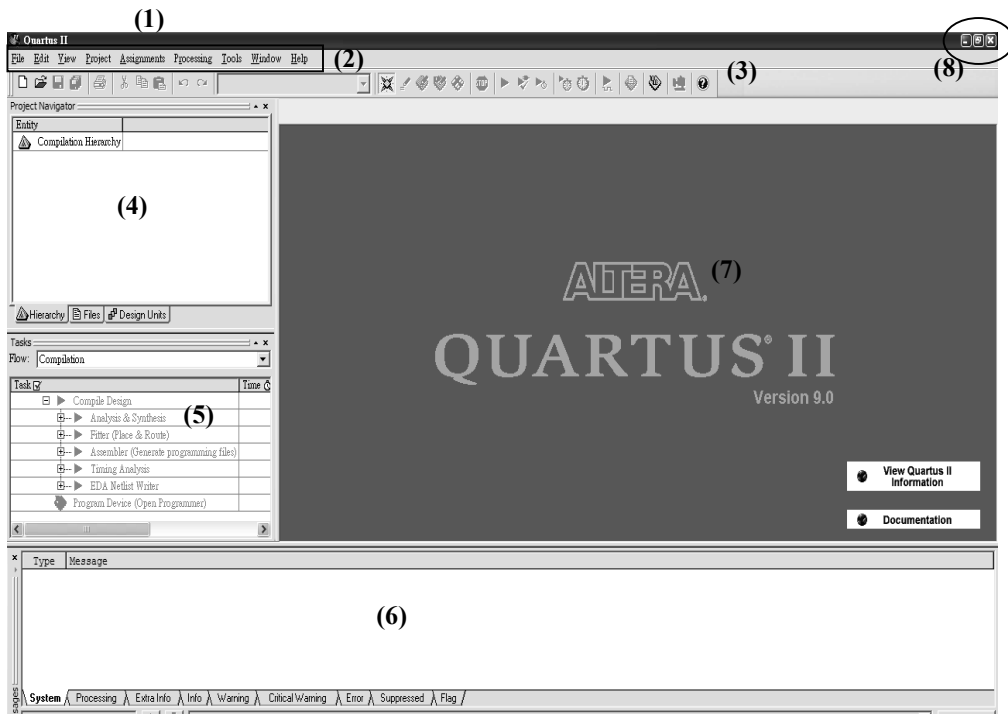 (1)
Quartus II
File Edit View Project Assignments Processing Tools Window Help
(2)
(3)
(8)
Project Navigator
Entity
Compilation Hierarchy
(4)
Hierarchy Files Design Units
Tasks
Flow: Compilation
Task Time
Compile Design
Analysis & Synthesis
(5)
Fitter (Place & Route)
Assembler (Generate programming files)
Timing Analysis
EDA Netlist Writer
Program Device (Open Programmer)
ALTERA.
(7)
QUARTUS® II
Version 9.0
View Quartus II
Information
Documentation
Type Message
(6)
System Processing Extra Info Info Warning Critical Warning Error Suppressed Flag